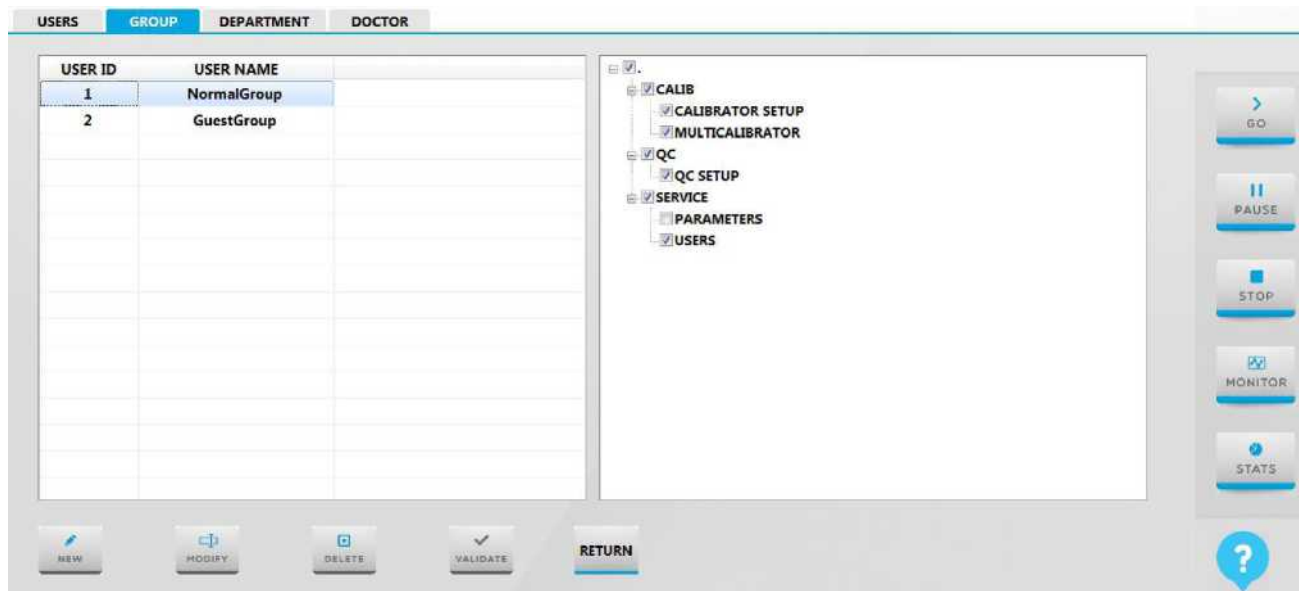 USERS GROUP DEPARTMENT DOCTOR
USER ID USER NAME
1 NormalGroup
2 GuestGroup
.
CALIB
CALIBRATOR SETUP
MULTICALIBRATOR
QC
QC SETUP
SERVICE
PARAMETERS
USERS
GO
PAUSE
STOP
MONITOR
STATS
NEW MODIFY DELETE VALIDATE RETURN
?